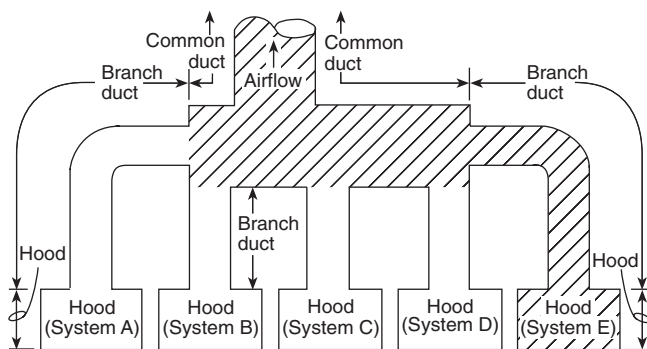 Common
duct
Common
duct
Airflow
Branch
duct
Branch
duct
Branch
duct
Hood
Hood
Hood
(System A)
Hood
(System B)
Hood
(System C)
Hood
(System D)
Hood
(System E)